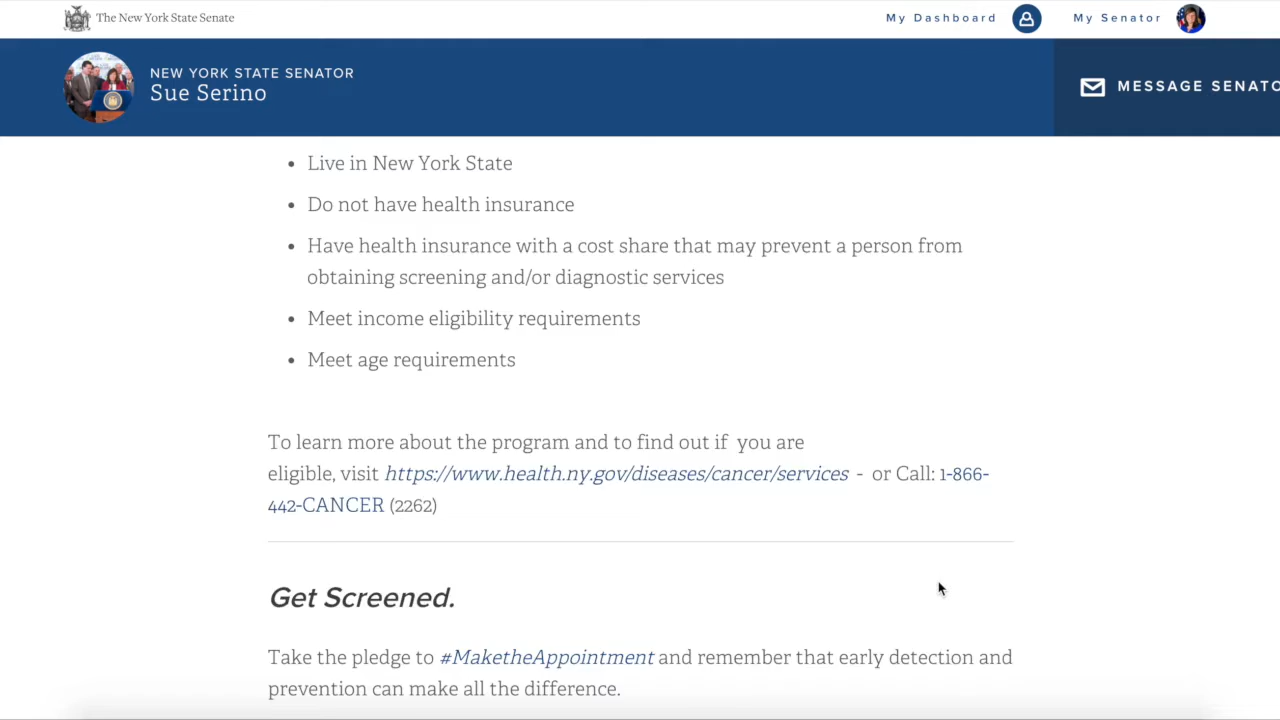 The New York State Senate
My Dashboard
My Senator
NEW YORK STATE SENATOR
Sue Serino
MESSAGE SENATO
Live in New York State
Do not have health insurance
Have health insurance with a cost share that may prevent a person from
obtaining screening and/or diagnostic services
Meet income eligibility requirements
Meet age requirements
To learn more about the program and to find out if you are
eligible, visit https://www.health.ny.gov/diseases/cancer/services - or Call: 1-866-
442-CANCER (2262)
Get Screened.
Take the pledge to #MaketheAppointment and remember that early detection and
prevention can make all the difference.